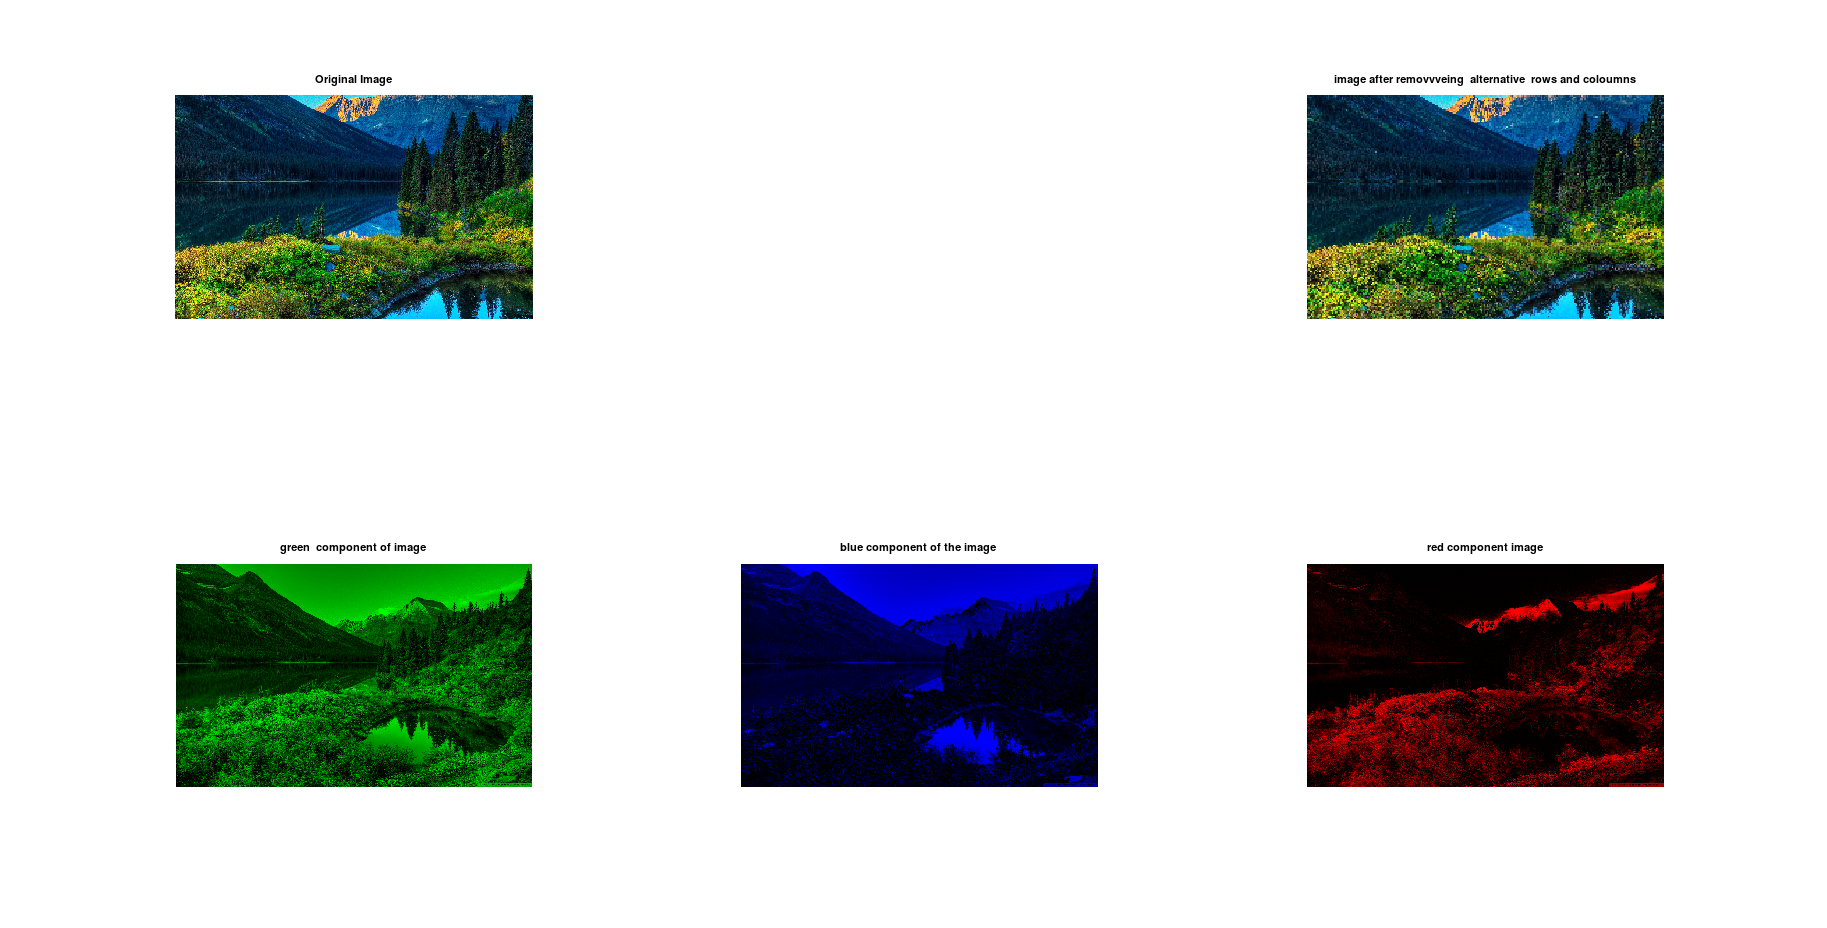 Original Image
image after removvveing  alternative  rows and coloumns
green  component of image
blue component of the image
red component image